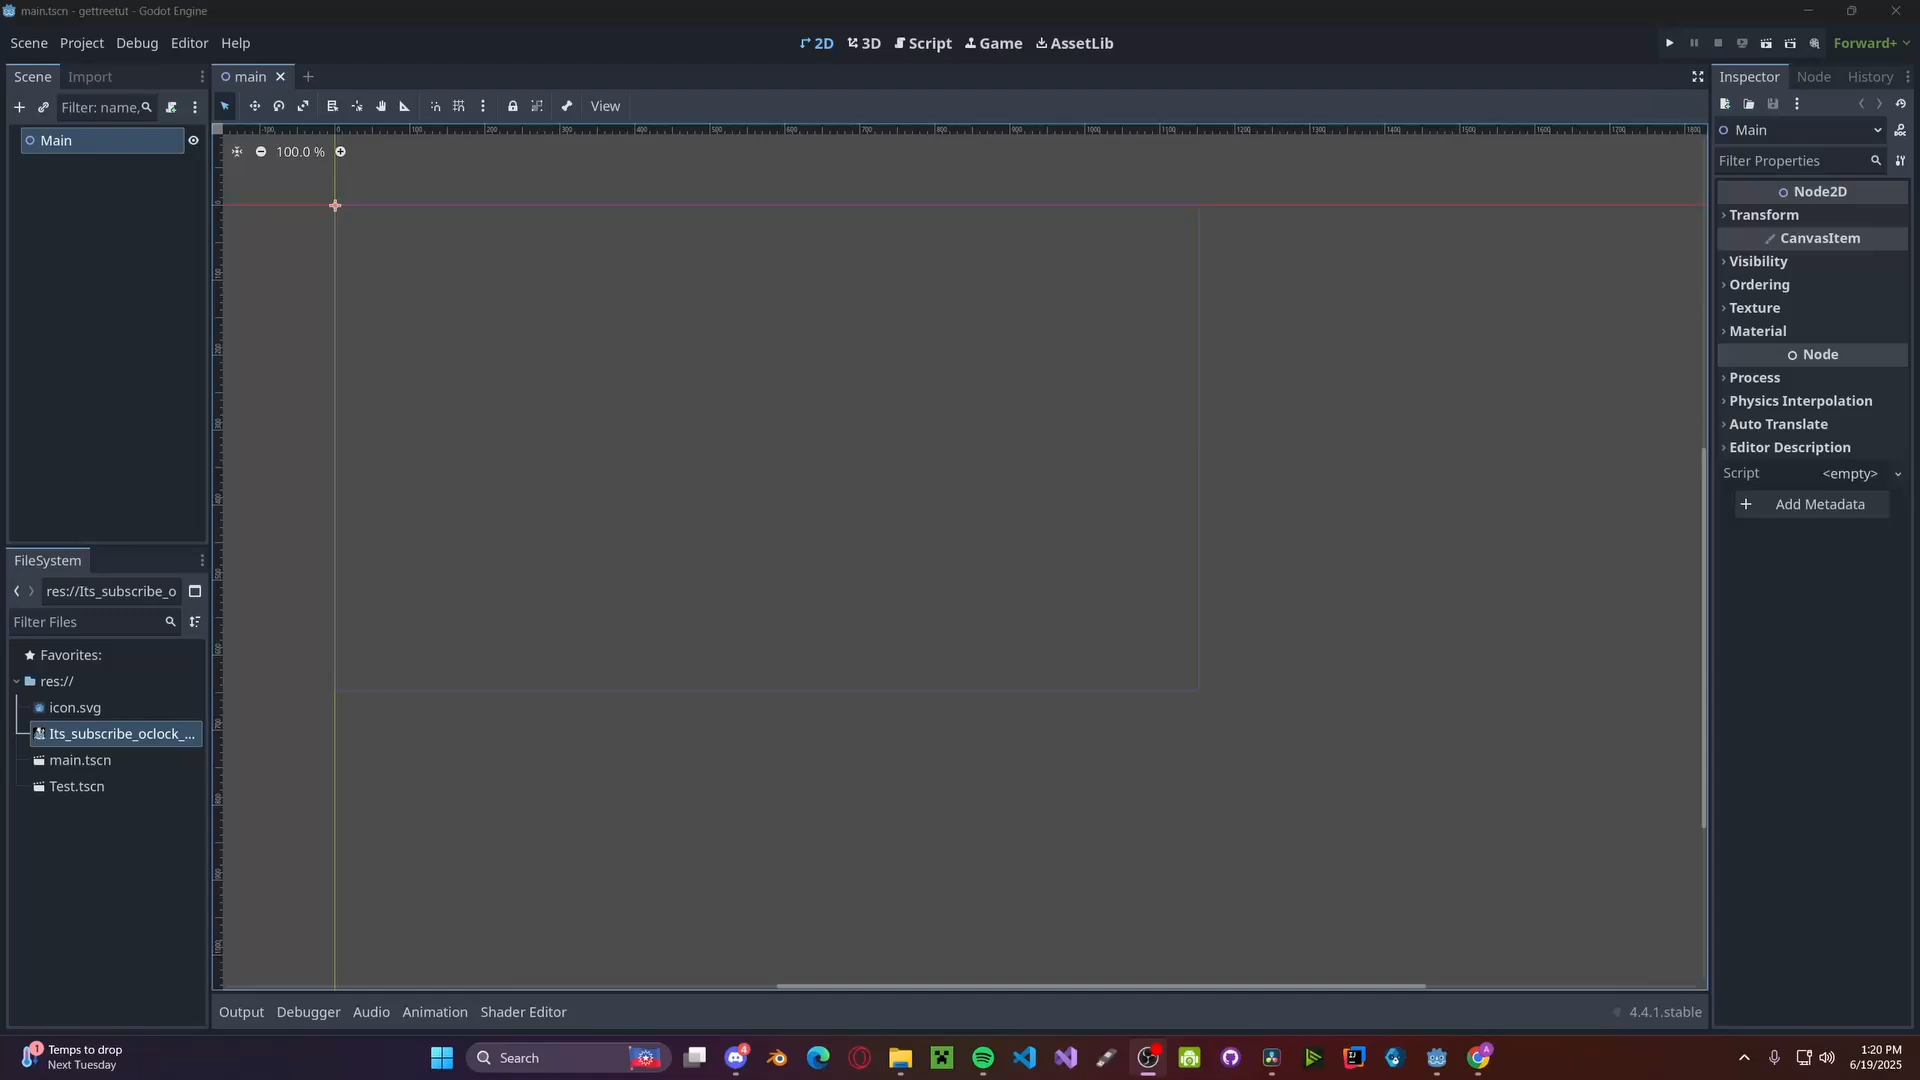 main.tscn - gettreetut - Godot Engine
Scene Project Debug Editor Help
2D 3D Script Game AssetLib
Forward+
Scene Import
main
Inspector Node History
Filter: name,
View
Main
100.0 %
Main
Filter Properties
Node2D
Transform
CanvasItem
Visibility
Ordering
Texture
Material
Node
Process
Physics Interpolation
Auto Translate
Editor Description
Script <empty>
Add Metadata
FileSystem
res://Its_subscribe_o
Filter Files
Favorites:
res://
icon.svg
Its_subscribe_oclock_...
main.tscn
Test.tscn
Output Debugger Audio Animation Shader Editor
4.4.1.stable
1
Temps to drop
Next Tuesday
Search
4
1:20 PM
6/19/2025